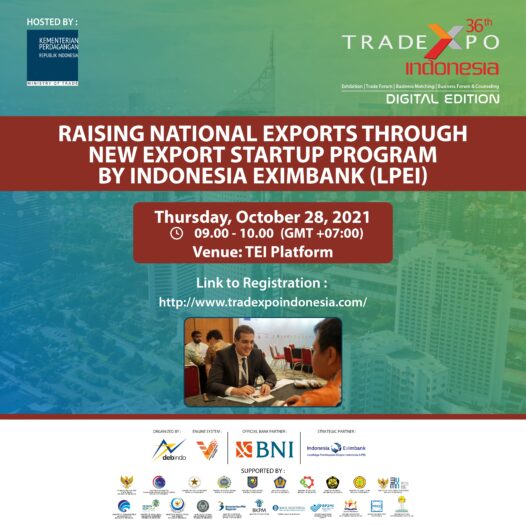 HOSTED BY :
KEMENTERIAN
PERDAGANGAN
REPUBLIK INDONESIA
MINISTRY OF TRADE
36th
TRADE XPO
indonesia
Exhibition | Trade Forum | Business Matching | Business Forum & Counseling
DIGITAL EDITION
RAISING NATIONAL EXPORTS THROUGH
NEW EXPORT STARTUP PROGRAM
BY INDONESIA EXIMBANK (LPEI)
Thursday, October 28, 2021
09.00 - 10.00 (GMT +07:00)
Venue: TEI Platform
Link to Registration :
http://www.tradexpoindonesia.com/
ORGANIZED BY :
ENGINE SYSTEM :
OFFICIAL BANK PARTNER :
STRATEGIC PARTNER :
debindo
BNI
Indonesia Eximbank
SUPPORTED BY :
BKPM